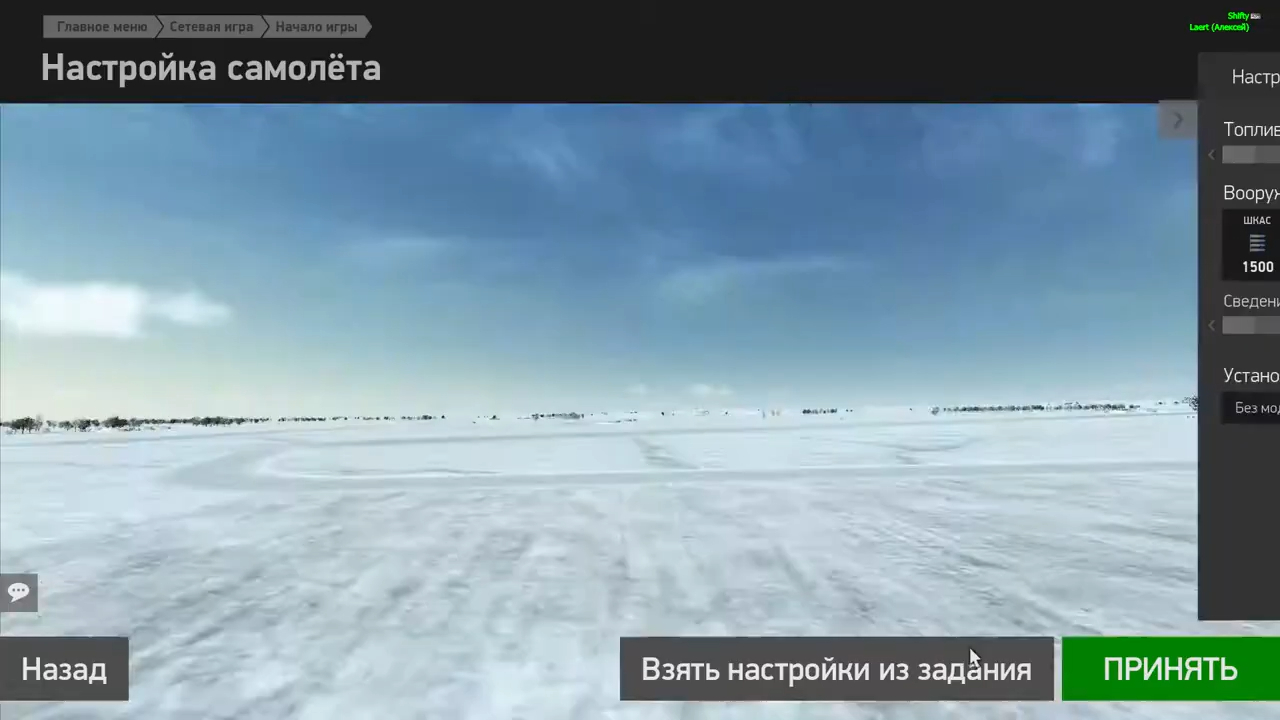 Главное меню
Сетевая игра
Начало игры
Shifty
Laert (Алексей)
Настройка самолёта
Настр
Топлив
Вооруж
ШКАС
1500
Сведени
Устано
Без мод
Назад
Взять настройки из задания
ПРИНЯТЬ